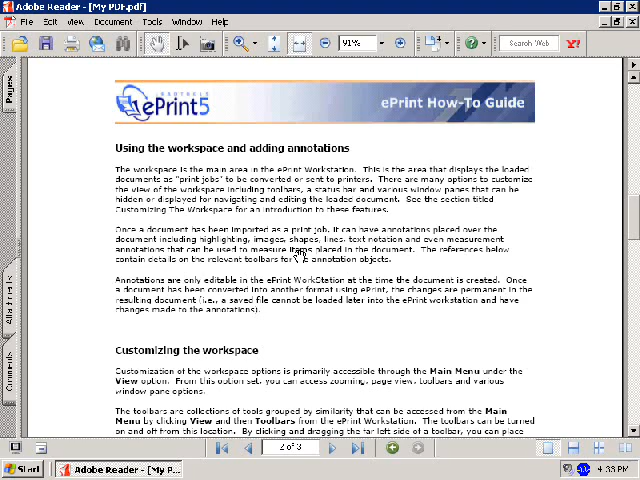 Adobe Reader - [My PDF.pdf]
File Edit View Document Tools Window Help
91%
Search Web
Y!
Pages
Attachments
Comments
ePrint5
ePrint How-To Guide
Using the workspace and adding annotations
The workspace is the main area in the ePrint Workstation. This is the area that displays the loaded
documents as "print jobs" to be converted or sent to printers. There are many options to customize
the view of the workspace including toolbars, a status bar and various window panes that can be
hidden or displayed for navigating and editing the loaded document. See the section titled
Customizing The Workspace for an introduction to these features.
Once a document has been imported as a print job, it can have annotations placed over the
document including highlighting, images, shapes, lines, text notation and even measurement
annotations that can be used to measure items placed in the document. The references below
contain details on the relevant toolbars for annotation objects.
Annotations are only editable in the ePrint WorkStation at the time the document is created. Once
a document has been converted into another format using ePrint, the changes are permanent in the
resulting document (i.e., a saved file cannot be loaded later into the ePrint workstation and have
changes made to the annotations).
Customizing the workspace
Customization of the workspace options is primarily accessible through the Main Menu under the
View option. From this option set, you can access zooming, page view, toolbars and various
window pane options.
The toolbars are collections of tools grouped by similarity that can be accessed from the Main
Menu by clicking View and then Toolbars from the ePrint Workstation. The toolbars can be turned
on and off from this location. By clicking and dragging the far left side of a toolbar, you can place
2 of 3
Start
Adobe Reader - [My P...
4:33 PM